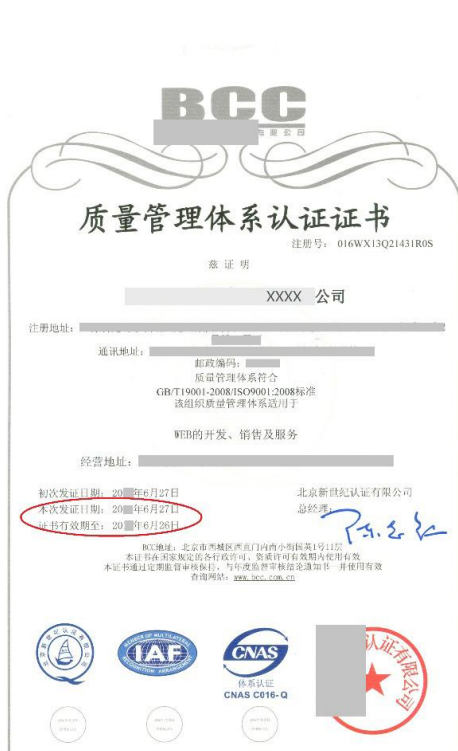 BCC
有限公司
质量管理体系认证证书
注册号： 016WX13Q21431R0S
兹证明
XXXX 公司
注册地址：
通讯地址：
邮政编码：
质量管理体系符合
GB/T19001-2008/ISO9001:2008标准
该组织质量管理体系适用于
WEB的开发、销售及服务
经营地址：
初次发证日期： 20 年6月27日
北京新世纪认证有限公司
本次发证日期： 20 年6月27日
总经理：
证书有效期至： 20 年6月26日
BCC地址：北京市西城区西直门内南小街国英1号11层
本证书在国家规定的各行政许可、资质许可有效期内使用有效
本证书通过定期监督审核保持，与年度监督审核结论通知书一并使用有效
查询网站：www.bcc.com.cn
MEMBER OF MULTILATERAL
IAF
RECOGNITION ARRANGEMENT
CNAS
体系认证
CNAS C016-Q
认证有限公司